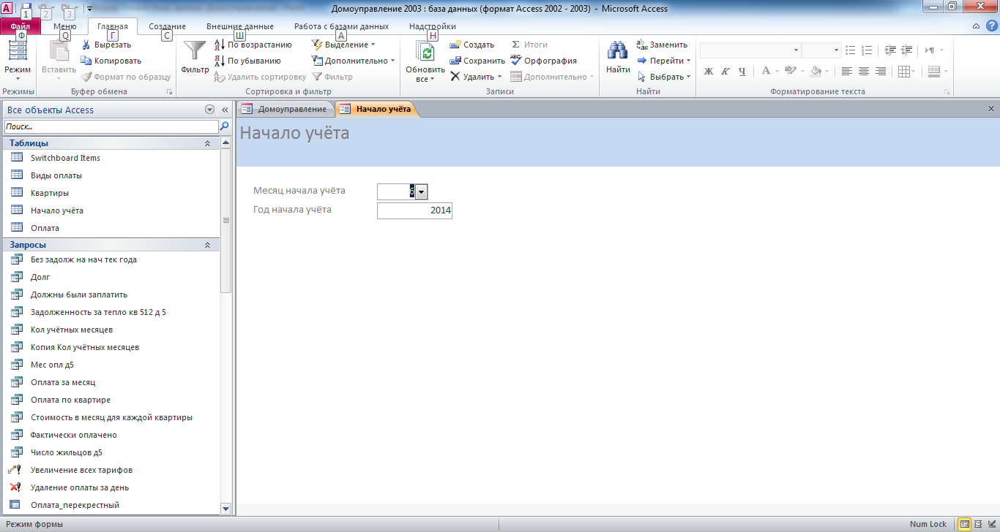 Домоуправление 2003 : база данных (формат Access 2002 - 2003) - Microsoft Access
1 2 3
Файл Меню Главная Создание Внешние данные Работа с базами данных Надстройки
Ф Q Г С Ш А Н
Режим
Режимы
Вставить
Вырезать
Копировать
Формат по образцу
Буфер обмена
Фильтр
По возрастанию
По убыванию
Удалить сортировку
Выделение
Дополнительно
Фильтр
Сортировка и фильтр
Обновить
все
Создать
Сохранить
Удалить
Итоги
Орфография
Дополнительно
Записи
Найти
Заменить
Перейти
Выбрать
Найти
Ж К Ч А
Форматирование текста
Все объекты Access
Поиск...
Таблицы
Switchboard Items
Виды оплаты
Квартиры
Начало учёта
Оплата
Запросы
Без задолж на нач тек года
Долг
Должны были заплатить
Задолженность за тепло кв 512 д 5
Кол учётных месяцев
Копия Кол учётных месяцев
Мес опл д5
Оплата за месяц
Оплата по квартире
Стоимость в месяц для каждой квартиры
Фактически оплачено
Число жильцов д5
Увеличение всех тарифов
Удаление оплаты за день
Оплата_перекрестный
Домоуправление Начало учёта
Начало учёта
Месяц начала учёта 6
Год начала учёта 2014
Режим формы Num Lock